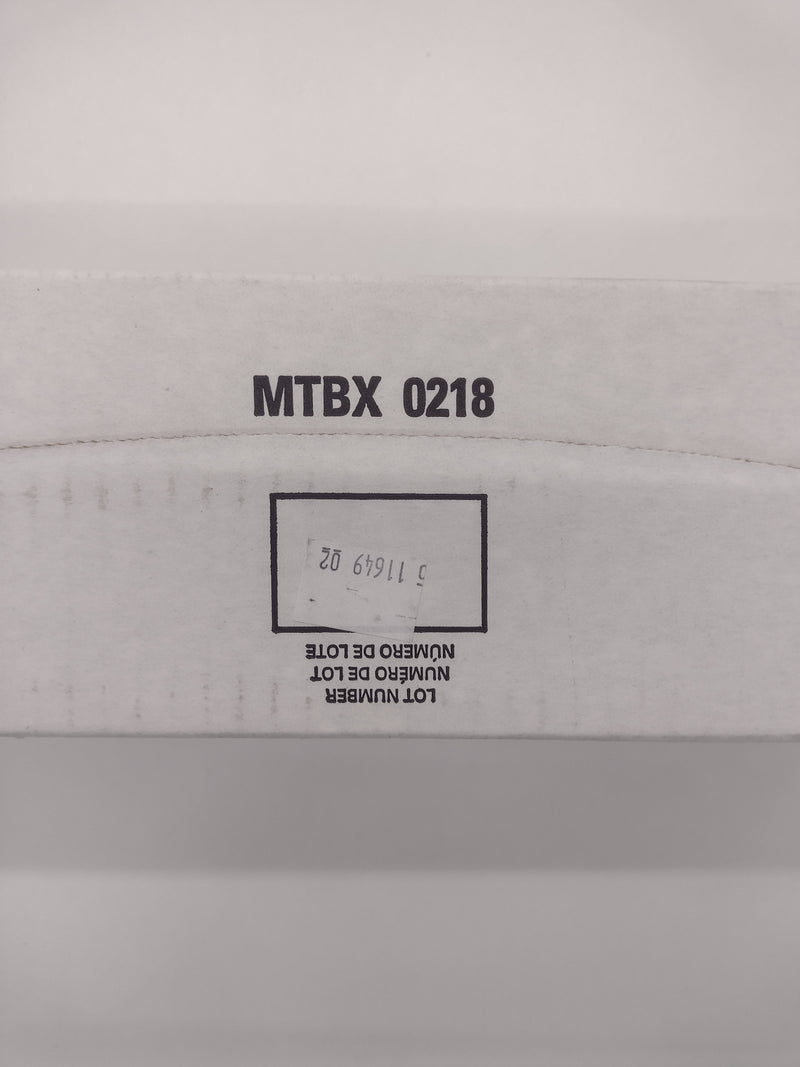 MTBX 0218
LOT NUMBER
NUMÉRO DE LOT
NÚMERO DE LOTE
5 11649 02